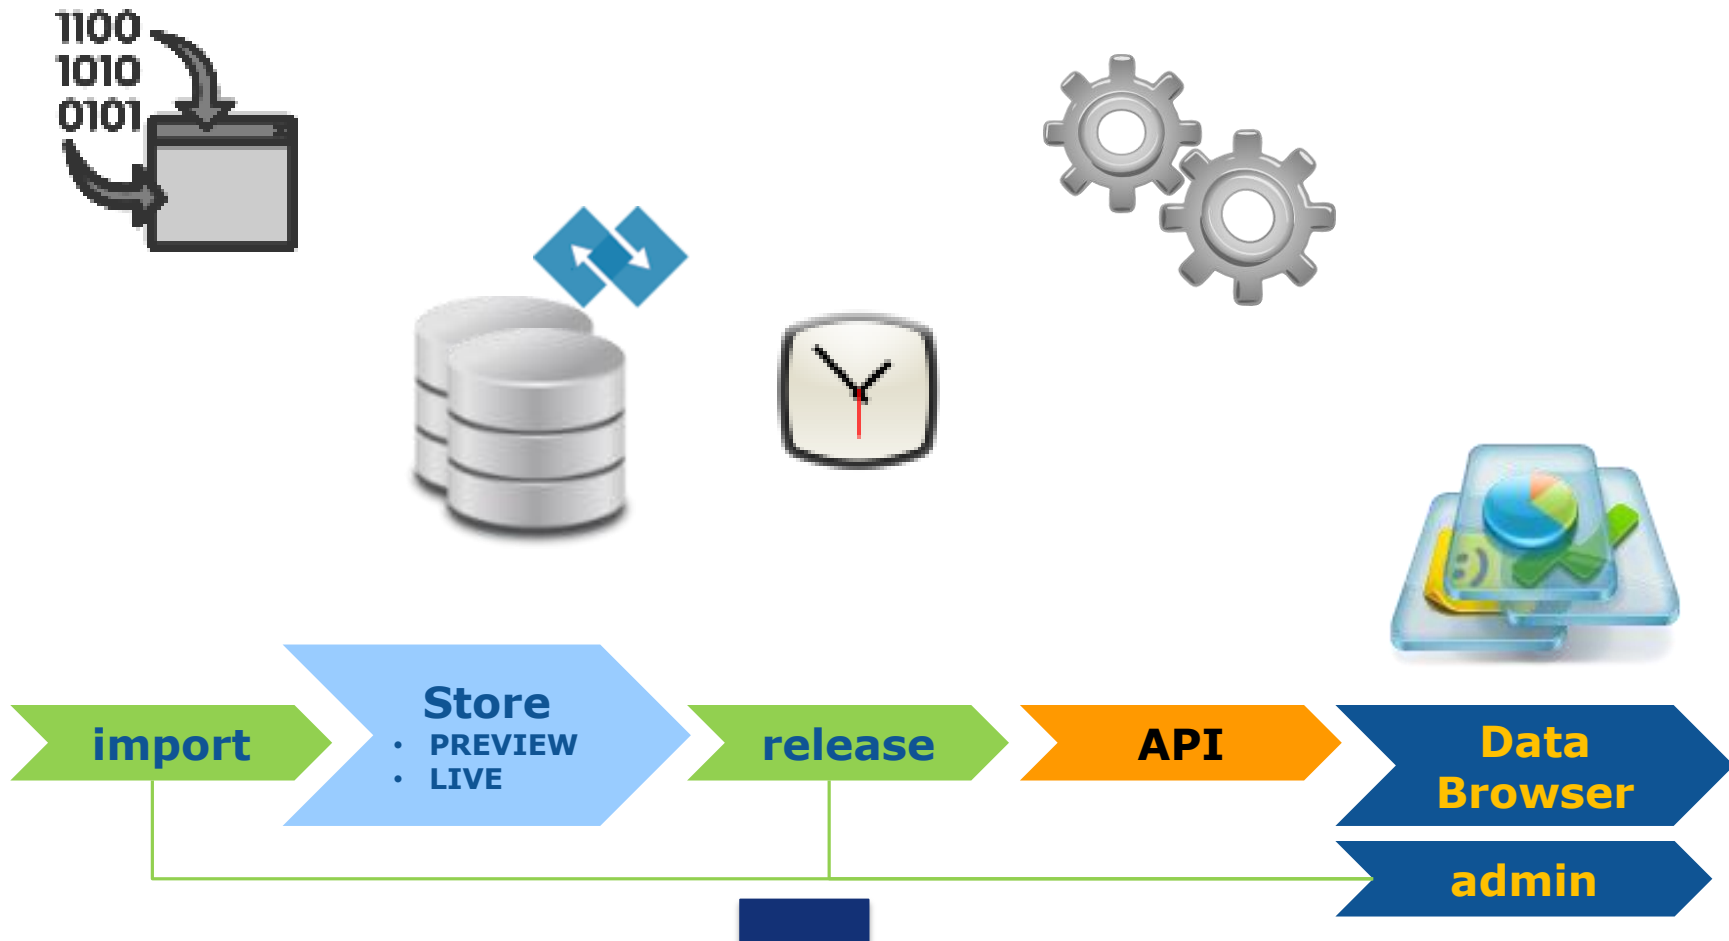 1100
1010
0101
import
Store
• PREVIEW
• LIVE
release
API
Data
Browser
admin